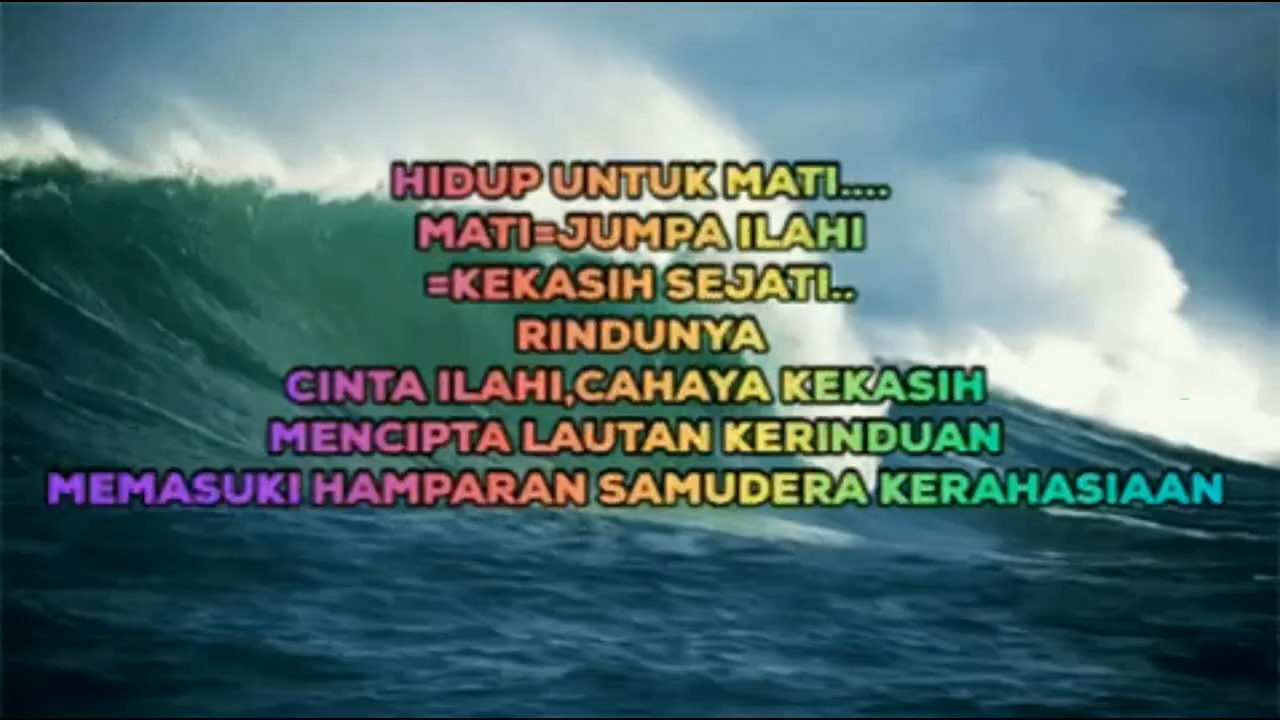 HIDUP UNTUK MATI....
MATI=JUMPA ILAHI
=KEKASIH SEJATI..
RINDUNYA
CINTA ILAHI,CAHAYA KEKASIH
MENCIPTA LAUTAN KERINDUAN
MEMASUKI HAMPARAN SAMUDERA KERAHASIAAN